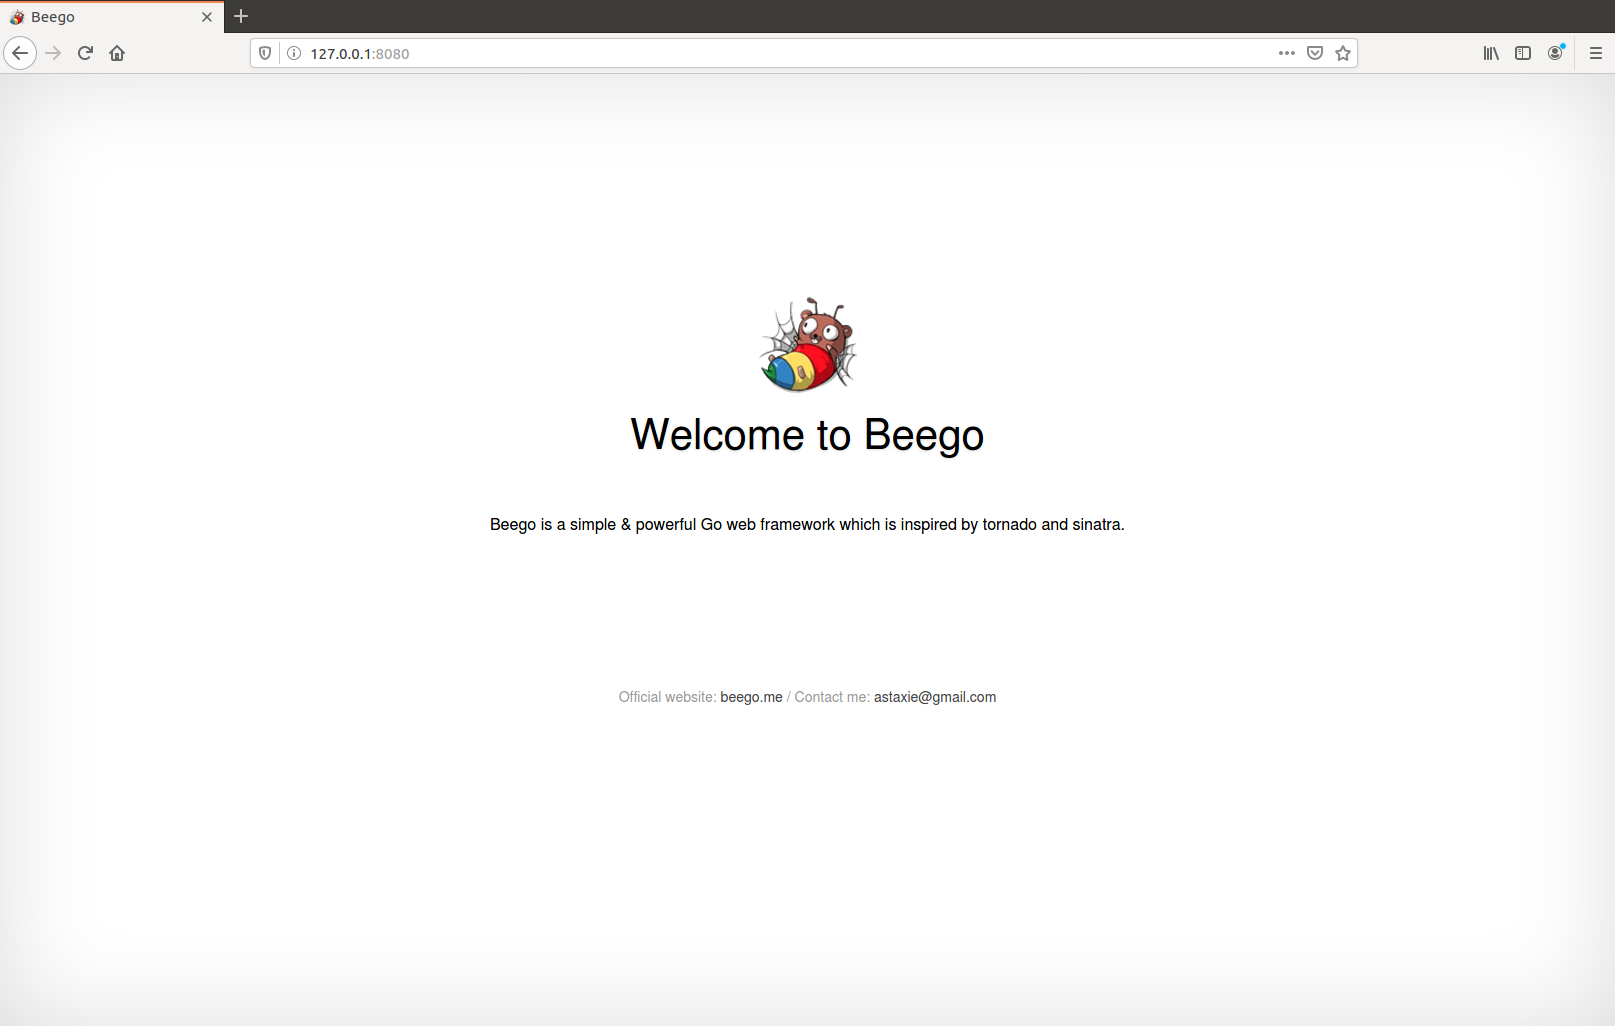 Beego
127.0.0.1:8080
Welcome to Beego
Beego is a simple & powerful Go web framework which is inspired by tornado and sinatra.
Official website: beego.me / Contact me: astaxie@gmail.com